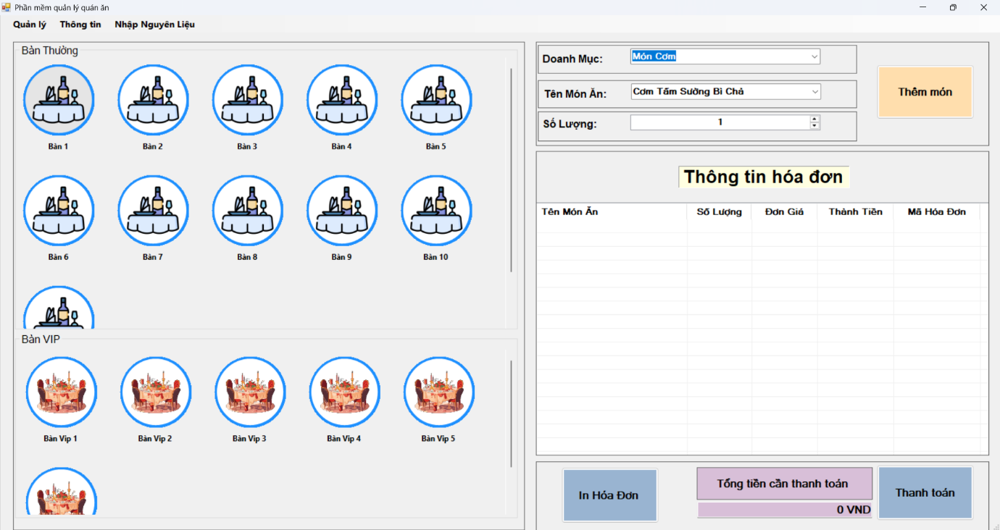 Phần mềm quản lý quán ăn
Quản lý Thông tin Nhập Nguyên Liệu
Bàn Thường
Bàn 1 Bàn 2 Bàn 3 Bàn 4 Bàn 5
Bàn 6 Bàn 7 Bàn 8 Bàn 9 Bàn 10
Bàn VIP
Bàn Vip 1 Bàn Vip 2 Bàn Vip 3 Bàn Vip 4 Bàn Vip 5
Doanh Mục: Món Cơm
Tên Món Ăn: Cơm Tấm Sường Bì Chả
Số Lượng: 1
Thêm món
Thông tin hóa đơn
Tên Món Ăn Số Lượng Đơn Giá Thành Tiền Mã Hóa Đơn
In Hóa Đơn
Tổng tiền cần thanh toán
0 VND
Thanh toán